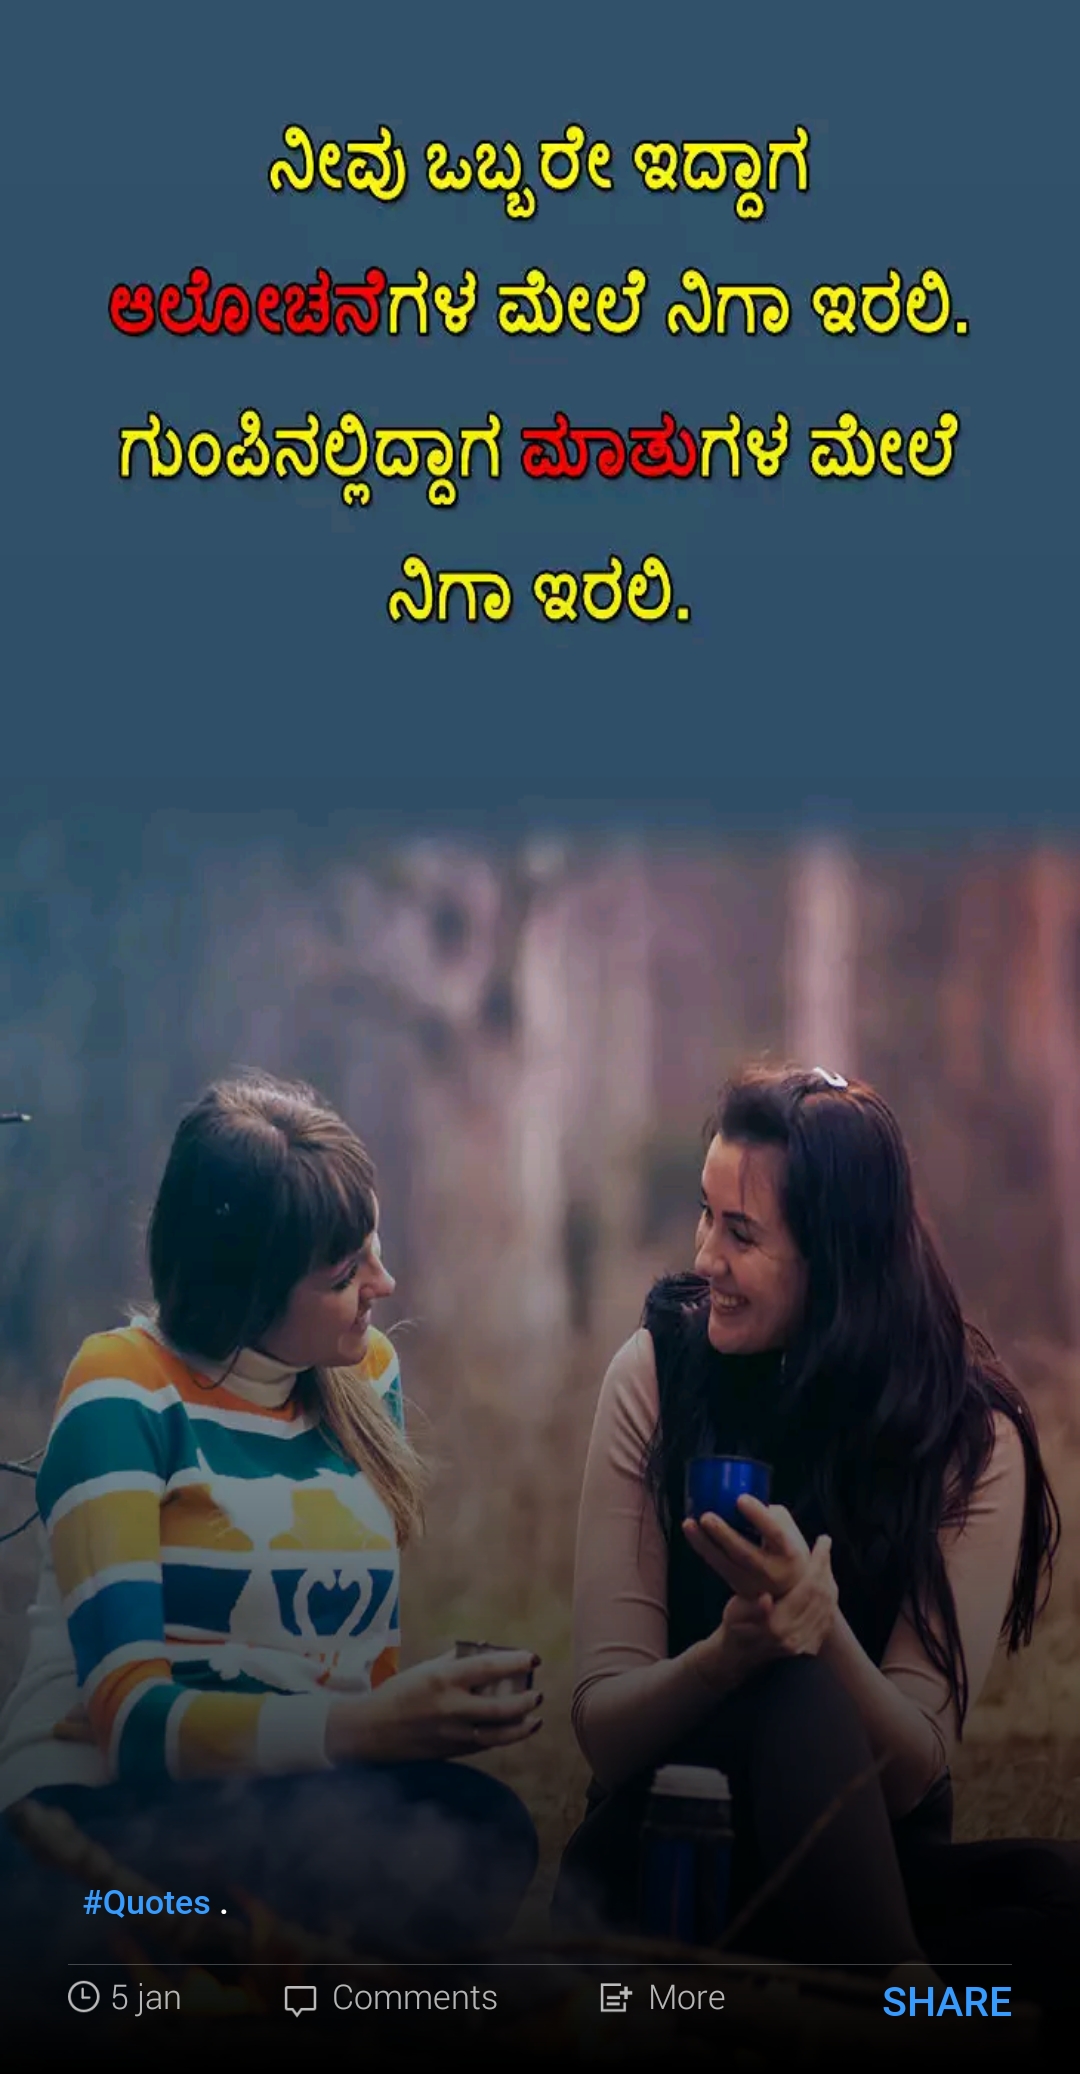 ನೀವು ಒಬ್ಬರೇ ಇದ್ದಾಗ
ಆಲೋಚನೆಗಳ ಮೇಲೆ ನಿಗಾ ಇರಲಿ.
ಗುಂಪಿನಲ್ಲಿದ್ದಾಗ ಮಾತುಗಳ ಮೇಲೆ
ನಿಗಾ ಇರಲಿ.
#Quotes .
5 jan Comments More SHARE